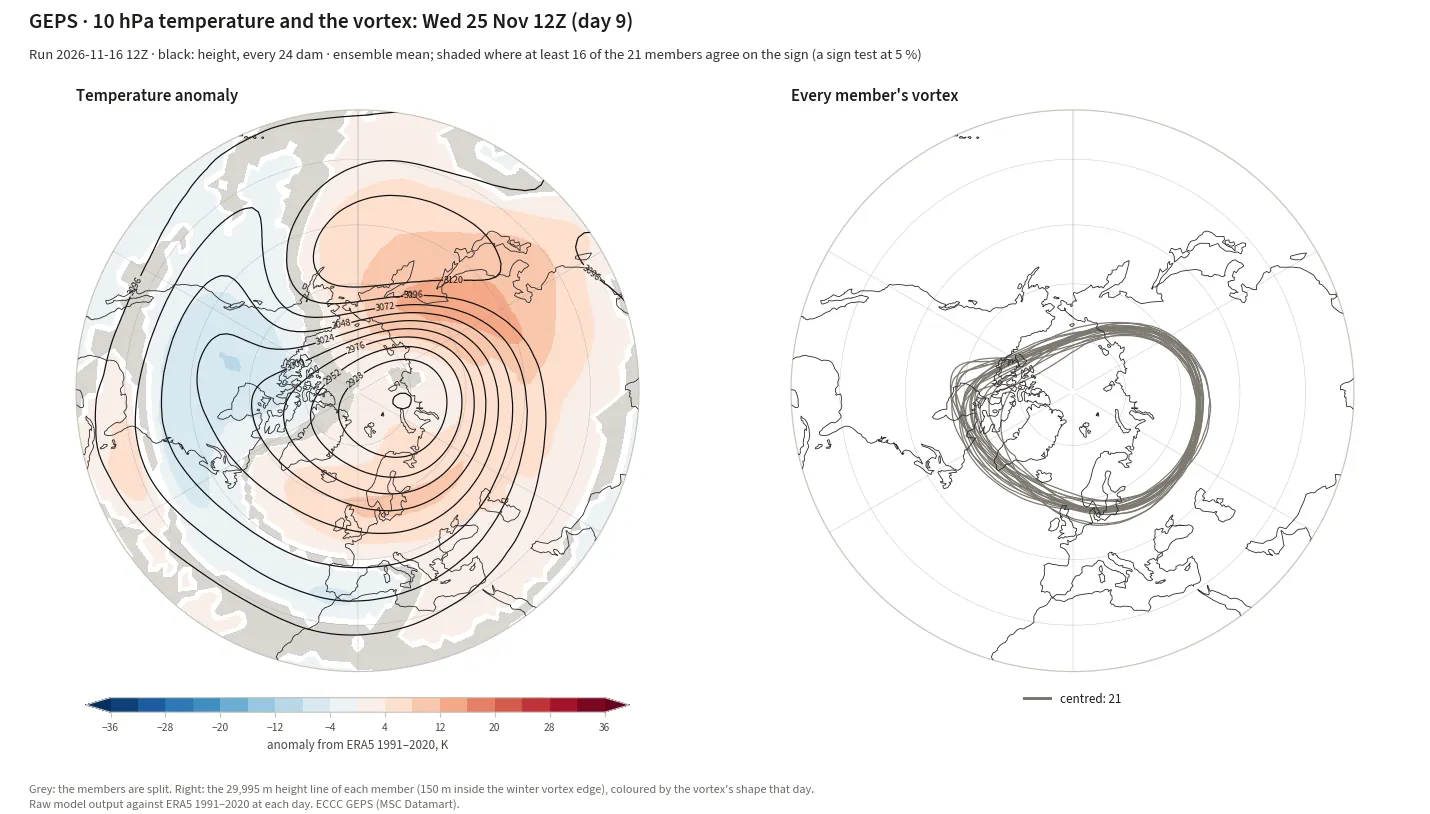 GEPS · 10 hPa temperature and the vortex: Wed 25 Nov 12Z (day 9)
Run 2026-11-16 12Z · black: height, every 24 dam · ensemble mean; shaded where at least 16 of the 21 members agree on the sign (a sign test at 5 %)
Temperature anomaly
Every member's vortex
3096
3096
3120
3096
3072
3048
3024
2976
3000
2952
2928
centred: 21
−36 −28 −20 −12 −4 4 12 20 28 36
anomaly from ERA5 1991–2020, K
Grey: the members are split. Right: the 29,995 m height line of each member (150 m inside the winter vortex edge), coloured by the vortex's shape that day.
Raw model output against ERA5 1991–2020 at each day. ECCC GEPS (MSC Datamart).